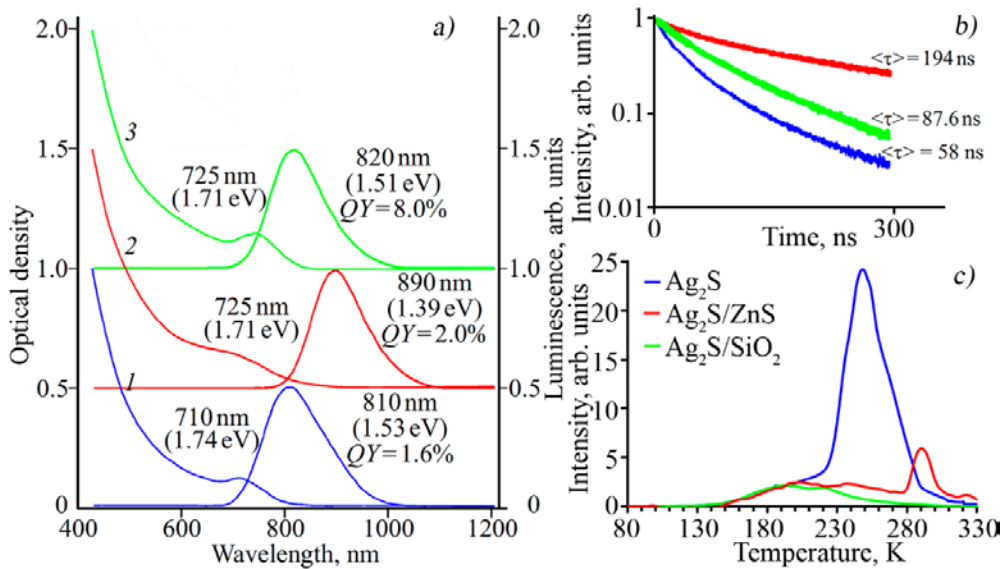 a)
2.0
1.5
1.0
0.5
0
Optical density
400
600
800
1000
1200
Wavelength, nm
2.0
1.5
1.0
0.5
0
Luminescence, arb. units
3
725 nm
(1.71 eV)
820 nm
(1.51 eV)
QY=8.0%
2
725 nm
(1.71 eV)
890 nm
(1.39 eV)
QY=2.0%
1
710 nm
(1.74 eV)
810 nm
(1.53 eV)
QY=1.6%
b)
Intensity, arb. units
1
0.1
0.01
<τ> = 194 ns
<τ> = 87.6 ns
<τ> = 58 ns
0
300
Time, ns
c)
Intensity, arb. units
25
20
15
10
5
0
Ag₂S
Ag₂S/ZnS
Ag₂S/SiO₂
80
130
180
230
280
330
Temperature, K